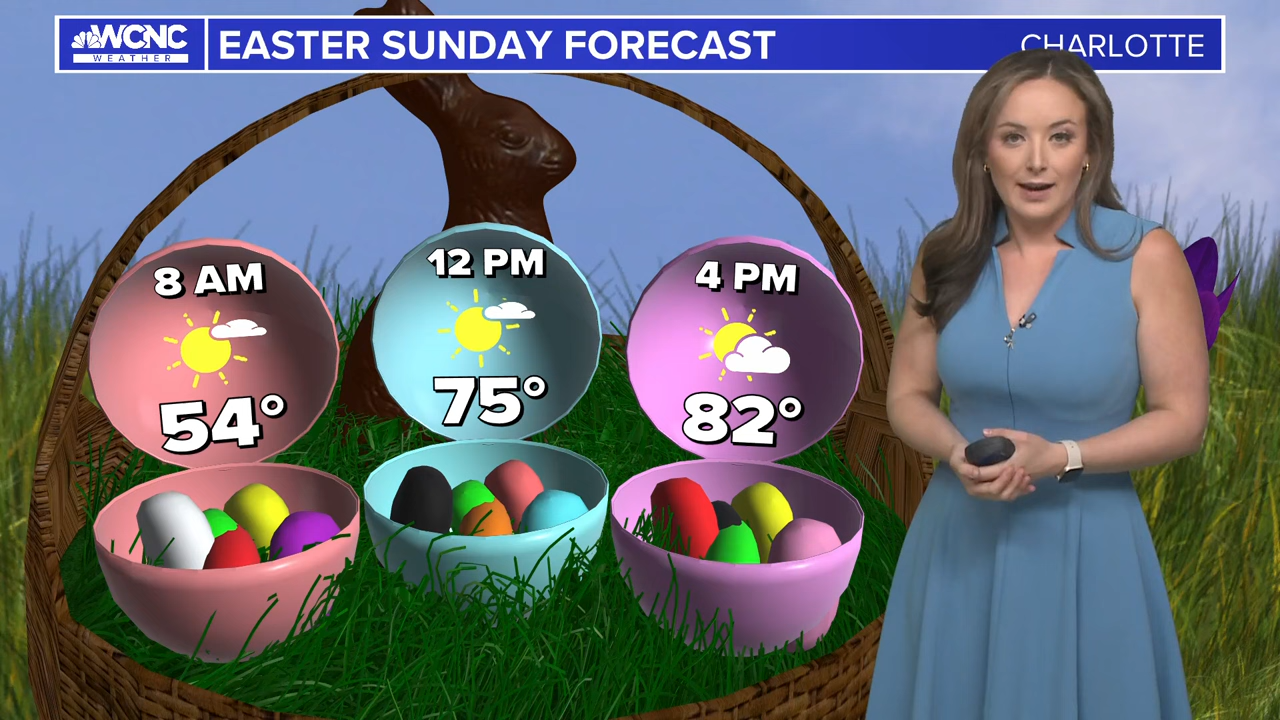 WCNC
WEATHER
EASTER SUNDAY FORECAST
CHARLOTTE
8 AM
54°
12 PM
75°
4 PM
82°